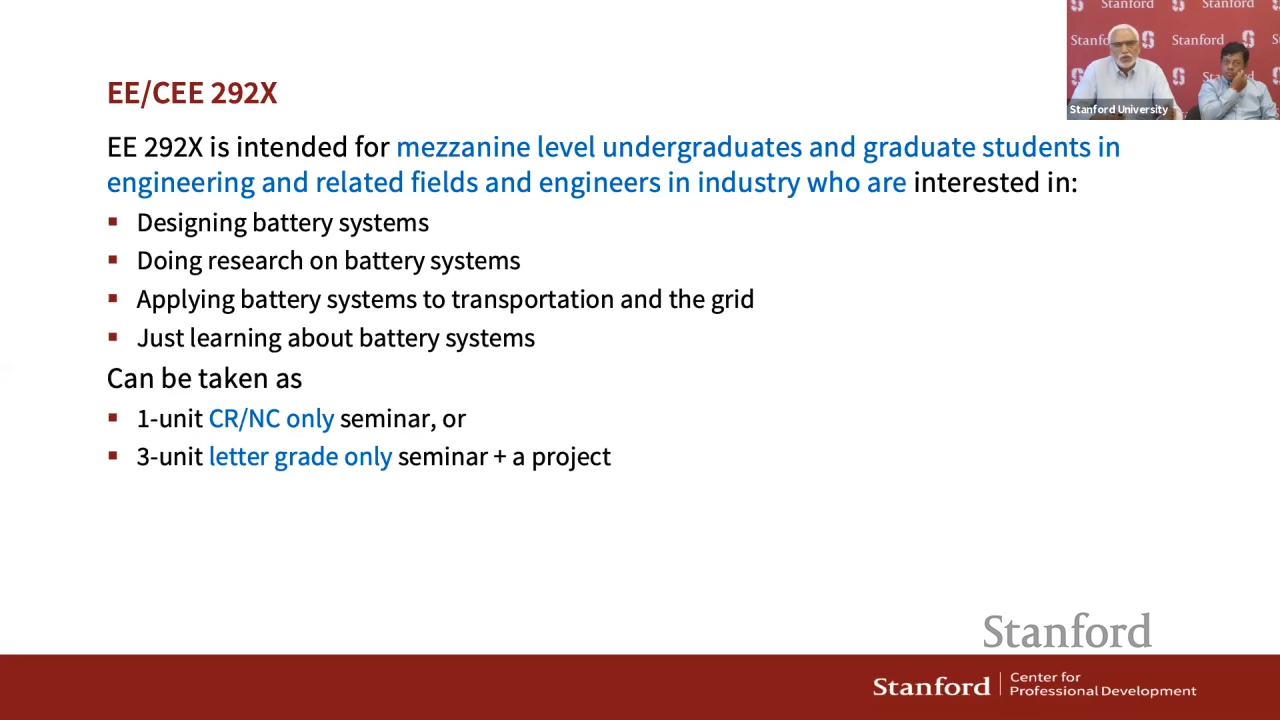 EE/CEE 292X
EE 292X is intended for mezzanine level undergraduates and graduate students in
engineering and related fields and engineers in industry who are interested in:
▪ Designing battery systems
▪ Doing research on battery systems
▪ Applying battery systems to transportation and the grid
▪ Just learning about battery systems
Can be taken as
▪ 1-unit CR/NC only seminar, or
▪ 3-unit letter grade only seminar + a project
Stanford Stanford
Stanford
Stanford University
Stanford
Stanford
Center for
Professional Development